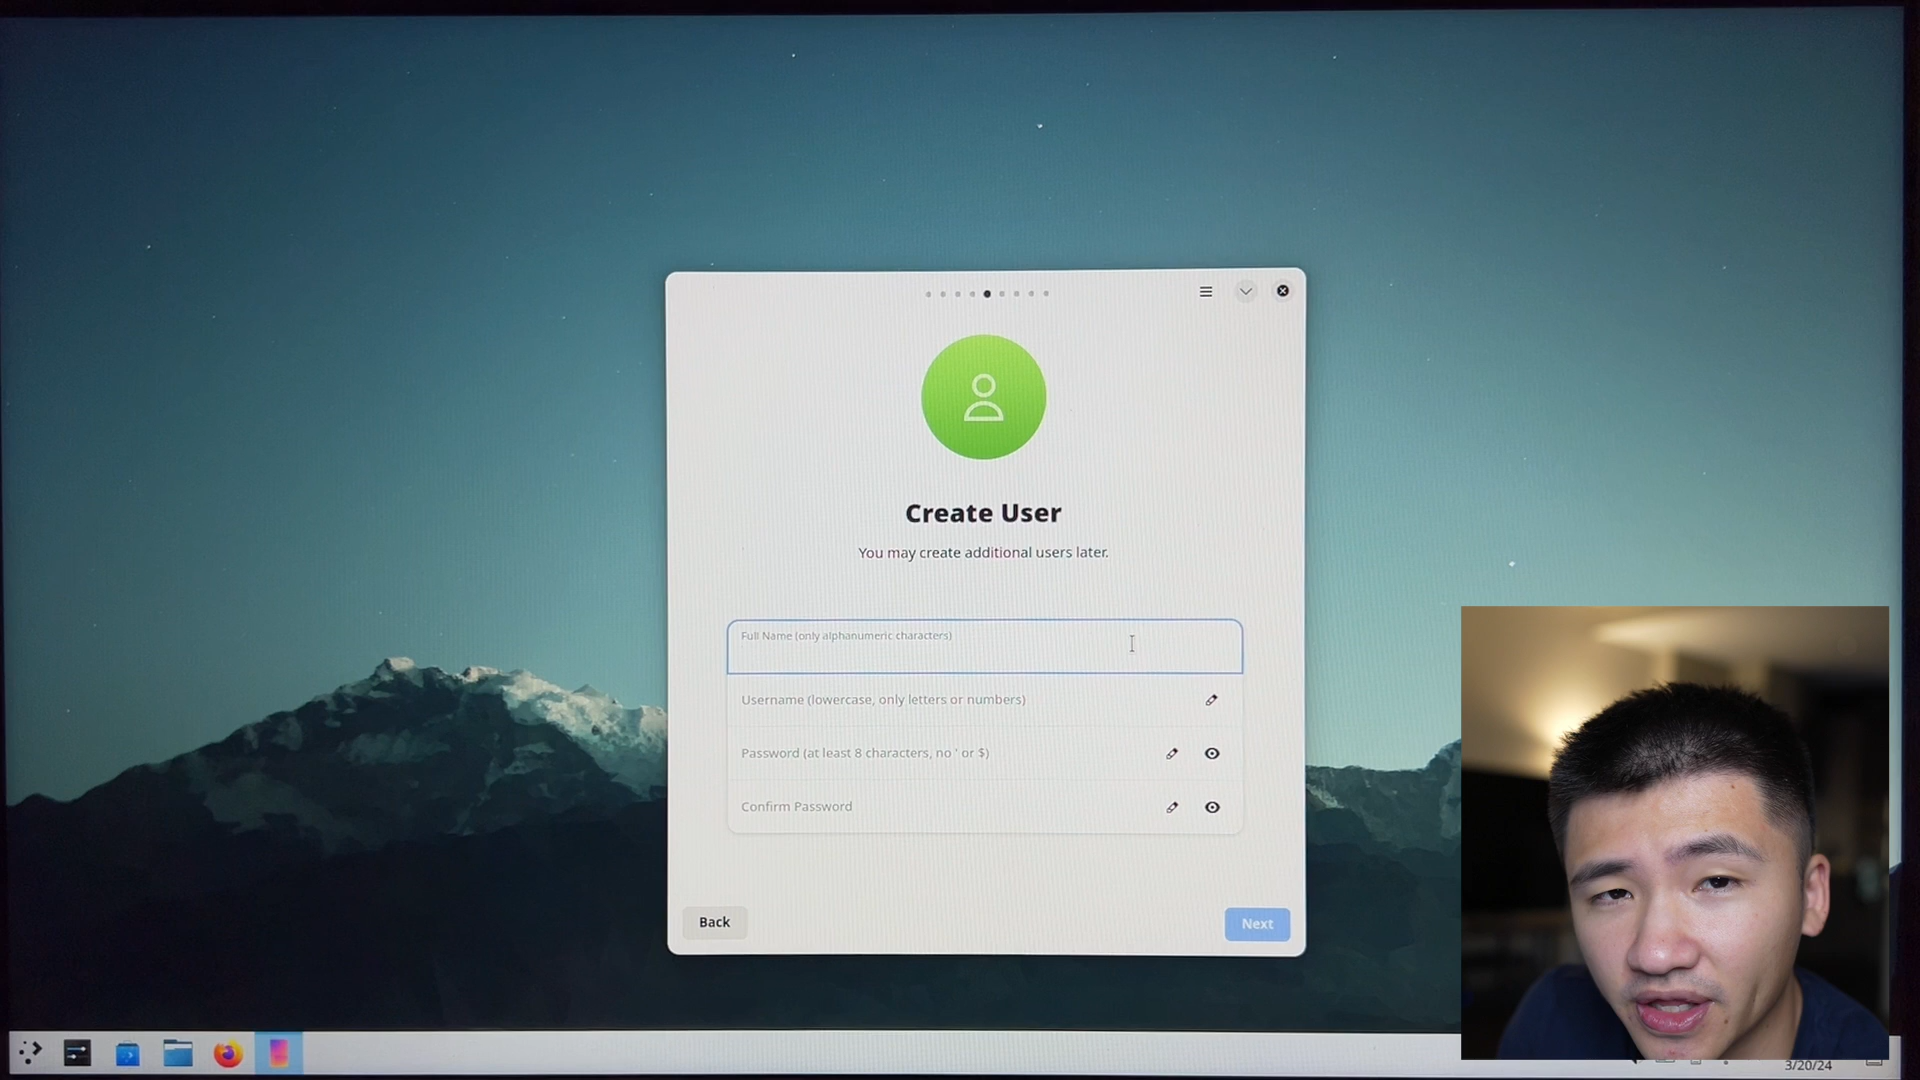 Create User
You may create additional users later.
Full Name (only alphanumeric characters)
Username (lowercase, only letters or numbers)
Password (at least 8 characters, no ' or $)
Confirm Password
Back
Next
3/20/24